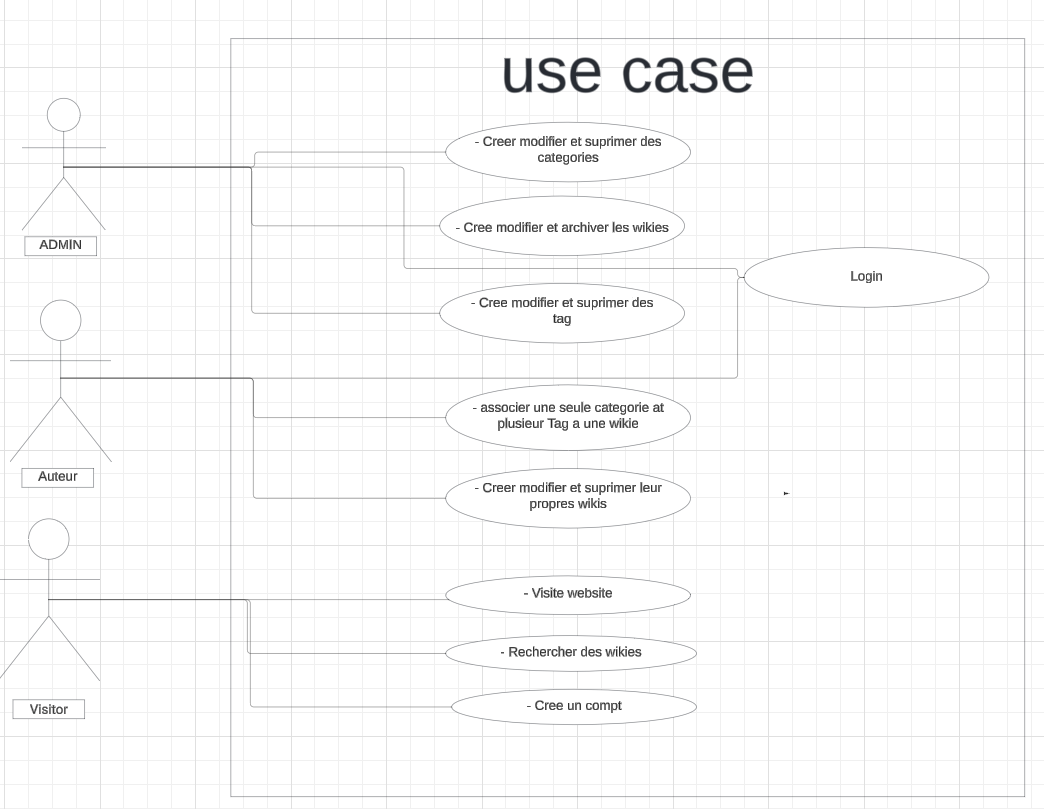 use case
- Creer modifier et suprimer des
categories
- Cree modifier et archiver les wikies
ADMIN
Login
- Cree modifier et suprimer des
tag
- associer une seule categorie at
plusieur Tag a une wikie
Auteur
- Creer modifier et suprimer leur
propres wikis
- Visite website
- Rechercher des wikies
Visitor
- Cree un compt